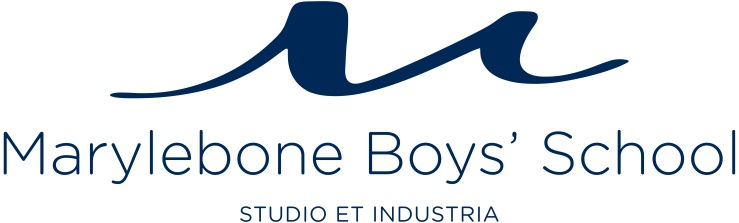 Marylebone Boys’ School
STUDIO ET INDUSTRIA